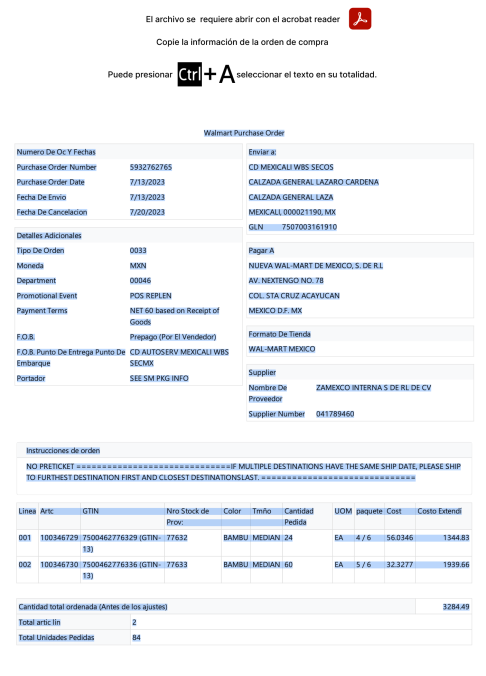 El archivo se requiere abrir con el acrobat reader
Copie la información de la orden de compra
Puede presionar Ctrl + A seleccionar el texto en su totalidad.
Walmart Purchase Order
Numero De Oc Y Fechas
Purchase Order Number 5932762765
Purchase Order Date 7/13/2023
Fecha De Envio 7/13/2023
Fecha De Cancelacion 7/20/2023
Enviar a:
CD MEXICALI WBS SECOS
CALZADA GENERAL LAZARO CARDENA
CALZADA GENERAL LAZA
MEXICALI, 000021190, MX
GLN 7507003161910
Detalles Adicionales
Tipo De Orden 0033
Moneda MXN
Department 00046
Promotional Event POS REPLEN
Payment Terms NET 60 based on Receipt of
Goods
F.O.B. Prepago (Por El Vendedor)
F.O.B. Punto De Entrega Punto De CD AUTOSERV MEXICALI WBS
Embarque SECMX
Portador SEE SM PKG INFO
Pagar A
NUEVA WAL-MART DE MEXICO, S. DE R.L
AV. NEXTENGO NO. 78
COL. STA CRUZ ACAYUCAN
MEXICO D.F. MX
Formato De Tienda
WAL-MART MEXICO
Supplier
Nombre De ZAMEXCO INTERNA S DE RL DE CV
Proveedor
Supplier Number 041789460
Instrucciones de orden
NO PRETICKET ==============================IF MULTIPLE DESTINATIONS HAVE THE SAME SHIP DATE, PLEASE SHIP
TO FURTHEST DESTINATION FIRST AND CLOSEST DESTINATIONSLAST. ==============================
Linea Artc GTIN Nro Stock de Color Tmño Cantidad UOM paquete Cost Costo Extendi
Prov: Pedida
001 100346729 7500462776329 (GTIN- 77632 BAMBU MEDIAN 24 EA 4 / 6 56.0346 1344.83
13)
002 100346730 7500462776336 (GTIN- 77633 BAMBU MEDIAN 60 EA 5 / 6 32.3277 1939.66
13)
Cantidad total ordenada (Antes de los ajustes) 3284.49
Total artic lin 2
Total Unidades Pedidas 84